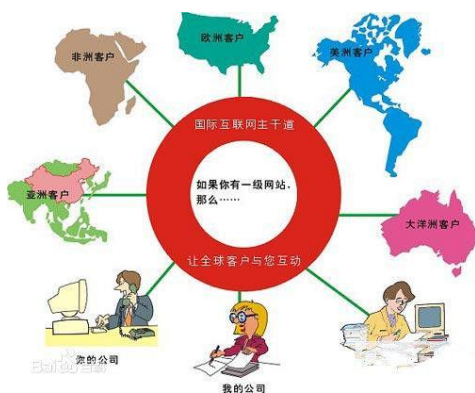 欧洲客户
非洲客户
美洲客户
国际互联网主干道
如果你有一级网站、
那么……
亚洲客户
大洋洲客户
让全球客户与您互动
您的公司
我的公司